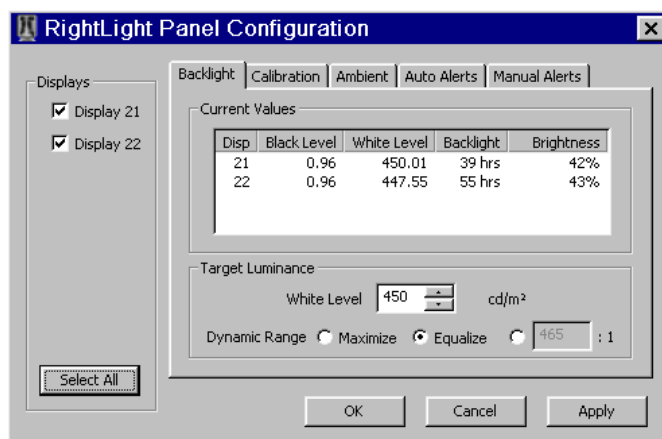 RightLight Panel Configuration
Displays
Display 21
Display 22
Select All
Backlight Calibration Ambient Auto Alerts Manual Alerts
Current Values
Disp Black Level White Level Backlight Brightness
21 0.96 450.01 39 hrs 42%
22 0.96 447.55 55 hrs 43%
Target Luminance
White Level 450 cd/m²
Dynamic Range Maximize Equalize 465 : 1
OK Cancel Apply